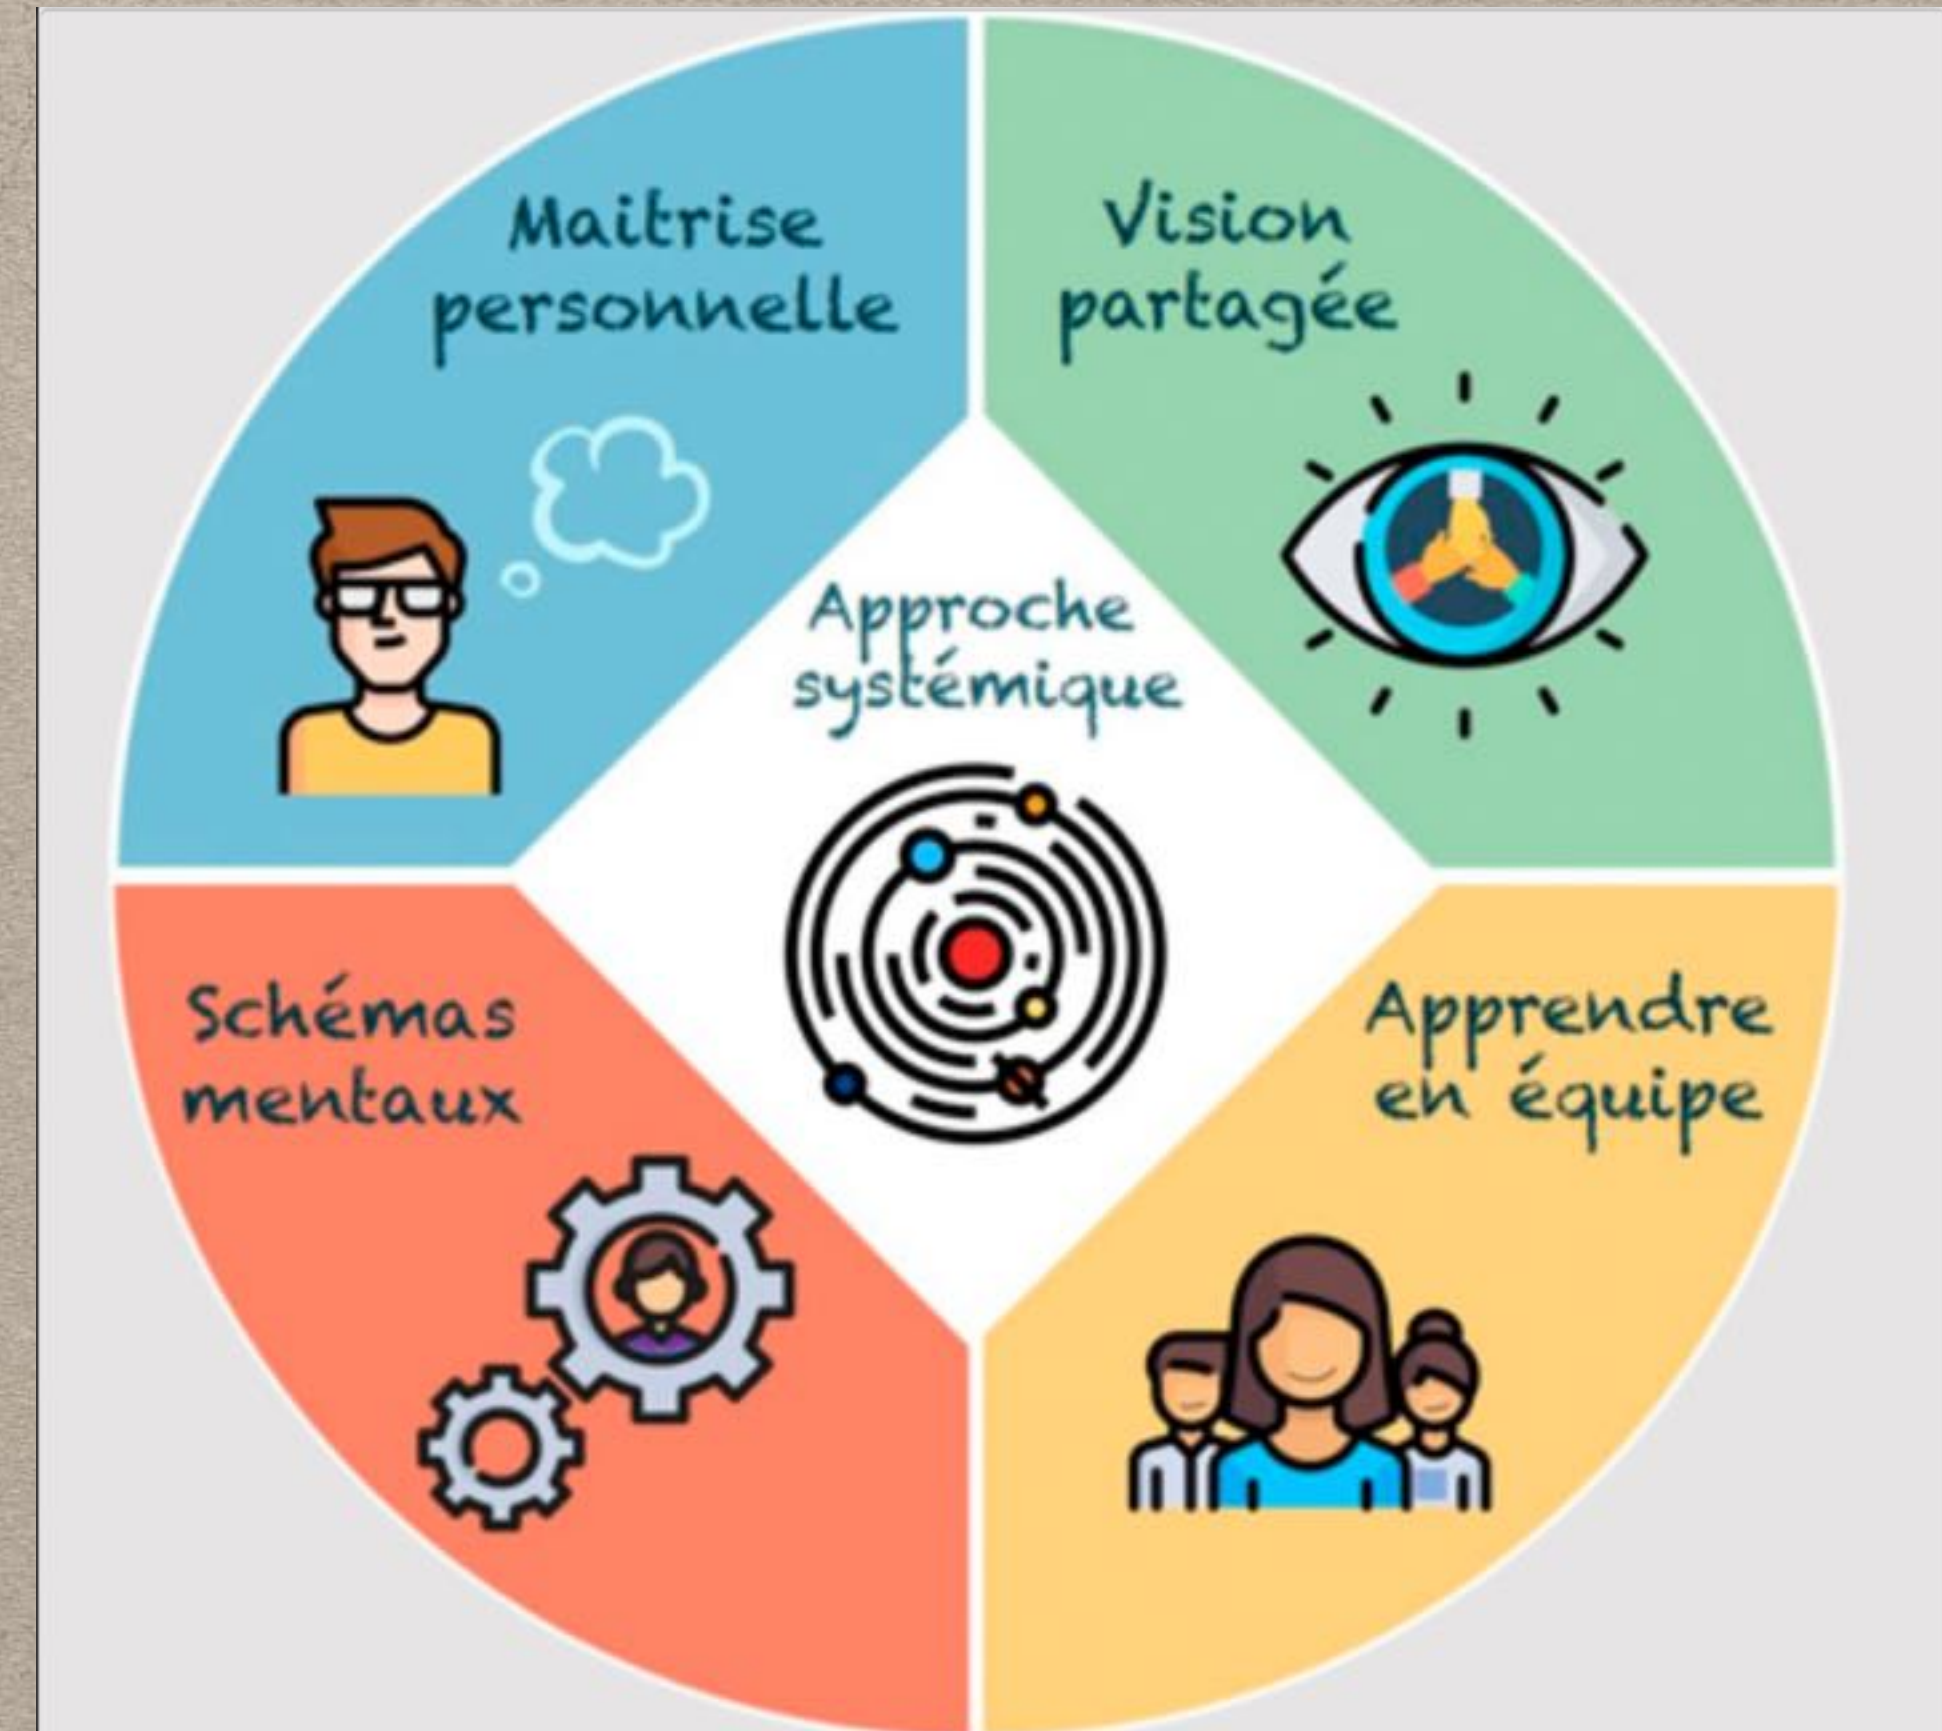 Maitrise
personnelle
Vision
partagée
Approche
systémique
Schémas
mentaux
Apprendre
en équipe